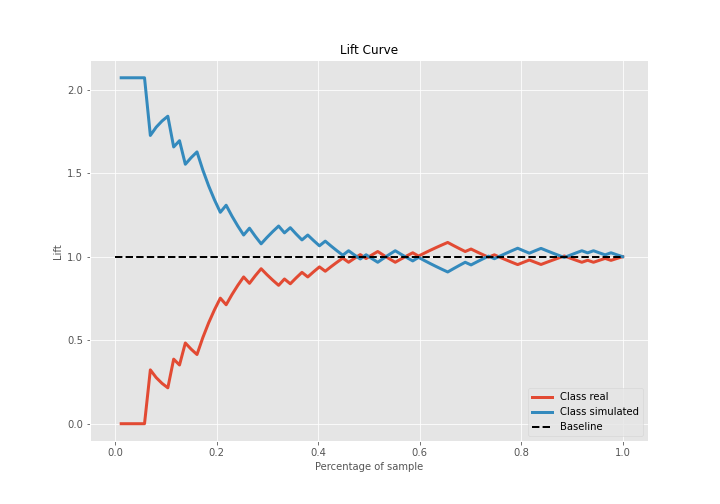 Lift Curve
2.0
1.5
1.0
0.5
0.0
Lift
0.0 0.2 0.4 0.6 0.8 1.0
Percentage of sample
Class real
Class simulated
Baseline